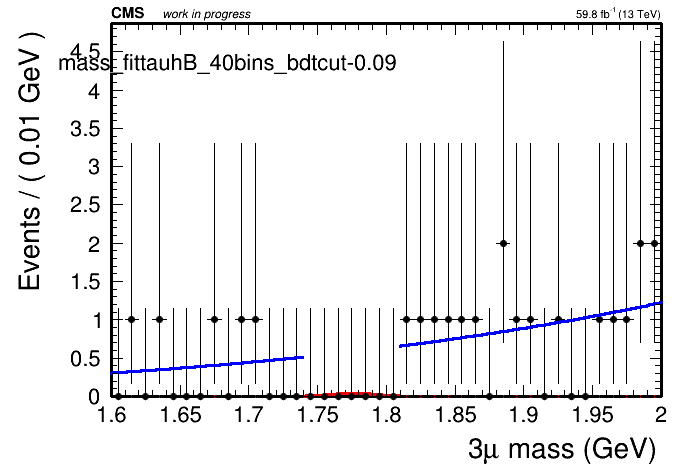 CMS work in progress 59.8 fb-1 (13 TeV)
mass_fittauhB_40bins_bdtcut-0.09
Events / ( 0.01 GeV )
4.5
4
3.5
3
2.5
2
1.5
1
0.5
0
1.6 1.65 1.7 1.75 1.8 1.85 1.9 1.95 2
3μ mass (GeV)